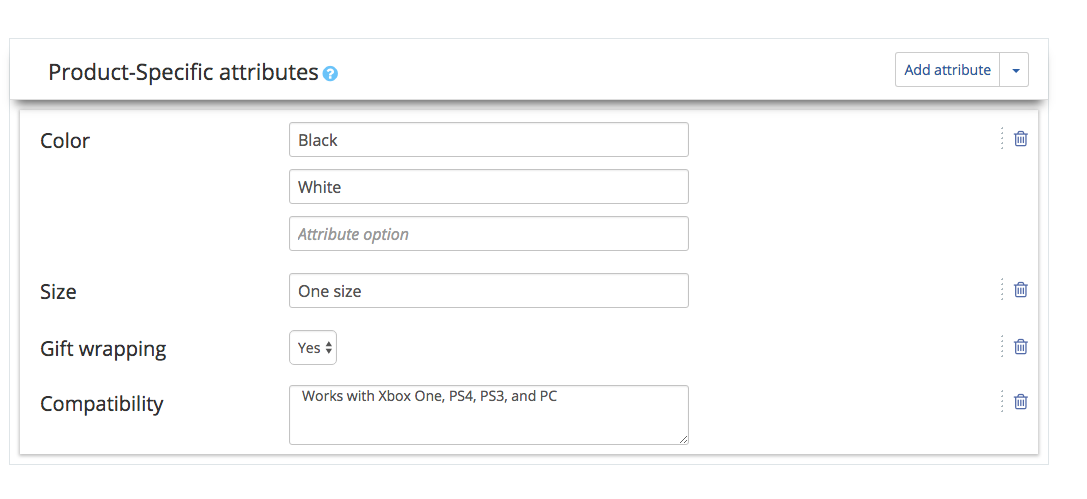 Product-Specific attributes ?
Add attribute
Color
Black
White
Attribute option
Size
One size
Gift wrapping
Yes
Compatibility
Works with Xbox One, PS4, PS3, and PC